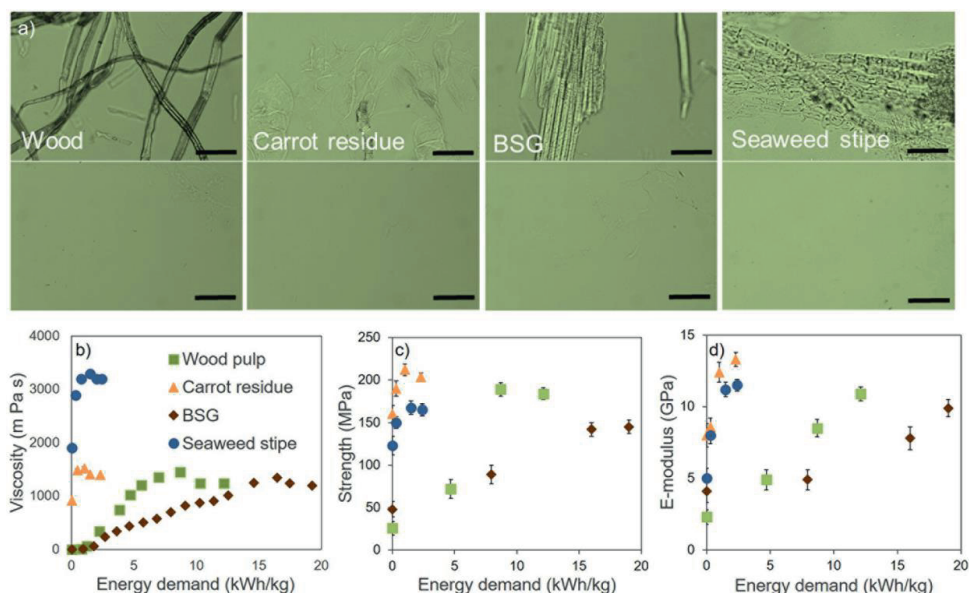 a)
Wood
Carrot residue
BSG
Seaweed stipe
b)
Viscosity (m Pa s)
4000
3000
2000
1000
0
Wood pulp
Carrot residue
BSG
Seaweed stipe
0 5 10 15 20
Energy demand (kWh/kg)
c)
Strength (MPa)
250
200
150
100
50
0
0 5 10 15 20
Energy demand (kWh/kg)
d)
E-modulus (GPa)
15
10
5
0
0 5 10 15 20
Energy demand (kWh/kg)